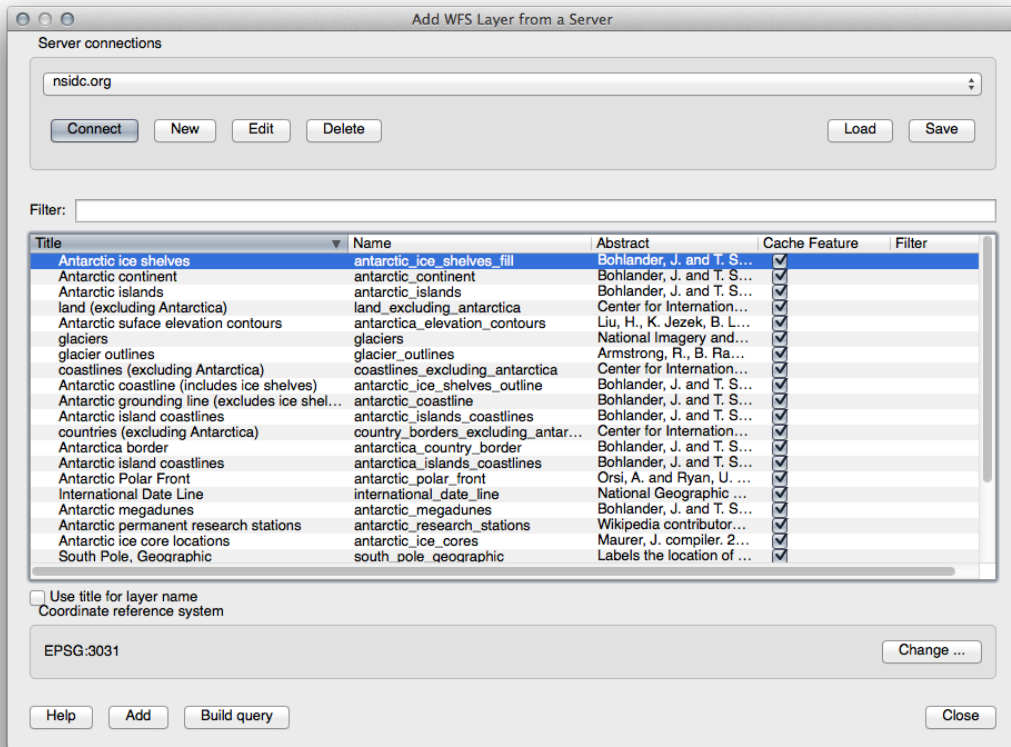 Add WFS Layer from a Server
Server connections
nsidc.org
Connect New Edit Delete Load Save
Filter:
Title Name Abstract Cache Feature Filter
Antarctic ice shelves antarctic_ice_shelves_fill Bohlander, J. and T. S...
Antarctic continent antarctic_continent Bohlander, J. and T. S...
Antarctic islands antarctic_islands Bohlander, J. and T. S...
land (excluding Antarctica) land_excluding_antarctica Center for Internation...
Antarctic suface elevation contours antarctica_elevation_contours Liu, H., K. Jezek, B. L...
glaciers glaciers National Imagery and...
glacier outlines glacier_outlines Armstrong, R., B. Ra...
coastlines (excluding Antarctica) coastlines_excluding_antarctica Center for Internation...
Antarctic coastline (includes ice shelves) antarctic_ice_shelves_outline Bohlander, J. and T. S...
Antarctic grounding line (excludes ice shel... antarctic_coastline Bohlander, J. and T. S...
Antarctic island coastlines antarctic_islands_coastlines Bohlander, J. and T. S...
countries (excluding Antarctica) country_borders_excluding_antar... Center for Internation...
Antarctica border antarctica_country_border Bohlander, J. and T. S...
Antarctic island coastlines antarctica_islands_coastlines Bohlander, J. and T. S...
Antarctic Polar Front antarctic_polar_front Orsi, A. and Ryan, U. ...
International Date Line international_date_line National Geographic ...
Antarctic megadunes antarctic_megadunes Bohlander, J. and T. S...
Antarctic permanent research stations antarctic_research_stations Wikipedia contributor...
Antarctic ice core locations antarctic_ice_cores Maurer, J. compiler. 2...
South Pole, Geographic south_pole_geographic Labels the location of ...
Use title for layer name
Coordinate reference system
EPSG:3031 Change ...
Help Add Build query Close